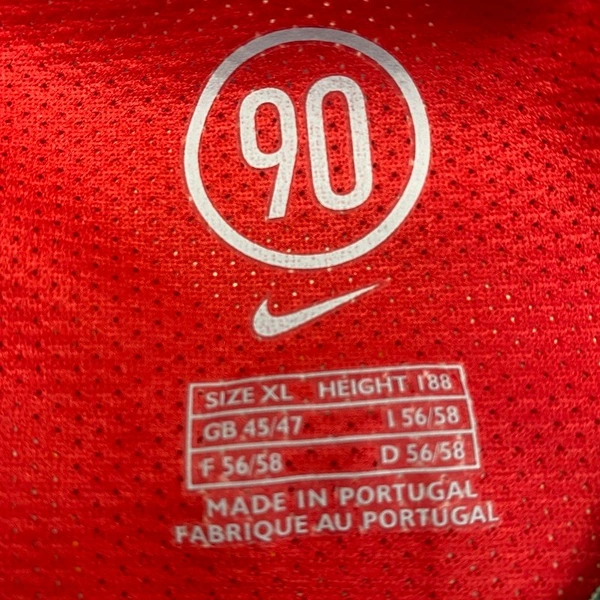 90
SIZE XL HEIGHT 188
GB 45/47 I 56/58
F 56/58 D 56/58
MADE IN PORTUGAL
FABRIQUE AU PORTUGAL